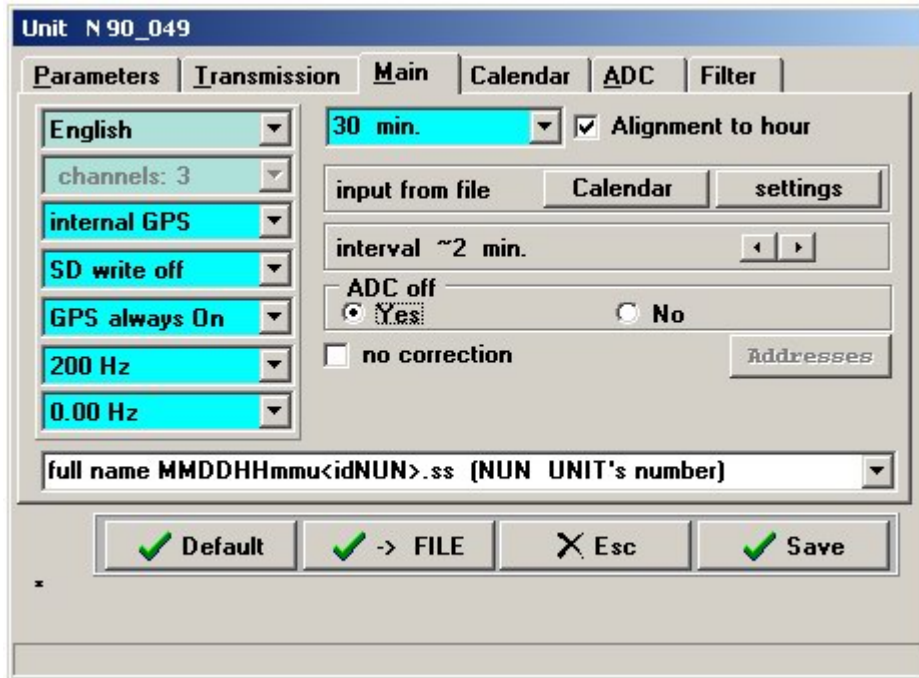 Unit N 90_049
Parameters Transmission Main Calendar ADC Filter
English
channels: 3
internal GPS
SD write off
GPS always On
200 Hz
0.00 Hz
30 min. Alignment to hour
input from file Calendar settings
interval ~2 min.
ADC off
Yes No
no correction Addresses
full name MMDDHHmmu<idNUN>.ss (NUN UNIT's number)
Default -> FILE Esc Save
*